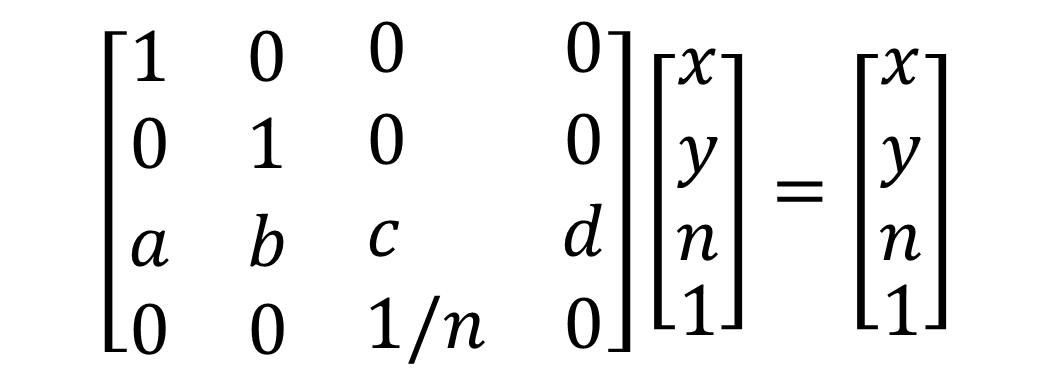 [1 0 0 0] [x] [x]
[0 1 0 0] [y] [y]
[a b c d] [n] = [n]
[0 0 1/n 0] [1] [1]